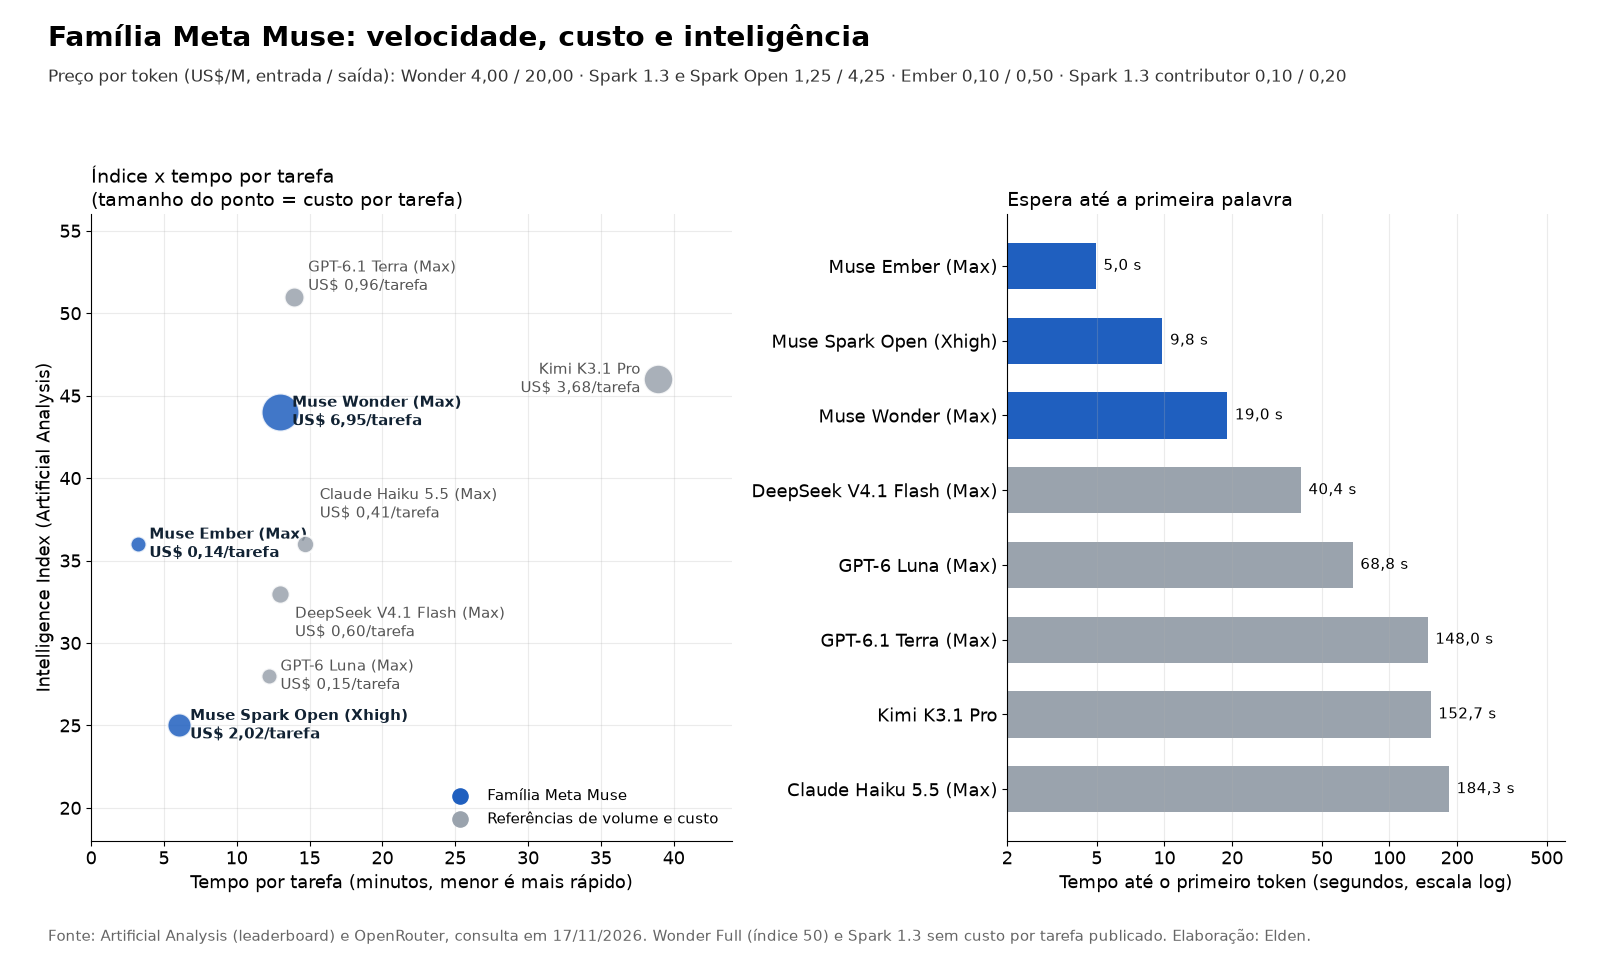 Família Meta Muse: velocidade, custo e inteligência
Preço por token (US$/M, entrada / saída): Wonder 4,00 / 20,00 · Spark 1.3 e Spark Open 1,25 / 4,25 · Ember 0,10 / 0,50 · Spark 1.3 contributor 0,10 / 0,20
Índice x tempo por tarefa
(tamanho do ponto = custo por tarefa)
Intelligence Index (Artificial Analysis)
55
50
45
40
35
30
25
20
GPT-6.1 Terra (Max)
US$ 0,96/tarefa
Kimi K3.1 Pro
US$ 3,68/tarefa
Muse Wonder (Max)
US$ 6,95/tarefa
Claude Haiku 5.5 (Max)
US$ 0,41/tarefa
Muse Ember (Max)
US$ 0,14/tarefa
DeepSeek V4.1 Flash (Max)
US$ 0,60/tarefa
GPT-6 Luna (Max)
US$ 0,15/tarefa
Muse Spark Open (Xhigh)
US$ 2,02/tarefa
Família Meta Muse
Referências de volume e custo
0 5 10 15 20 25 30 35 40
Tempo por tarefa (minutos, menor é mais rápido)
Espera até a primeira palavra
Muse Ember (Max) 5,0 s
Muse Spark Open (Xhigh) 9,8 s
Muse Wonder (Max) 19,0 s
DeepSeek V4.1 Flash (Max) 40,4 s
GPT-6 Luna (Max) 68,8 s
GPT-6.1 Terra (Max) 148,0 s
Kimi K3.1 Pro 152,7 s
Claude Haiku 5.5 (Max) 184,3 s
2 5 10 20 50 100 200 500
Tempo até o primeiro token (segundos, escala log)
Fonte: Artificial Analysis (leaderboard) e OpenRouter, consulta em 17/11/2026. Wonder Full (índice 50) e Spark 1.3 sem custo por tarefa publicado. Elaboração: Elden.